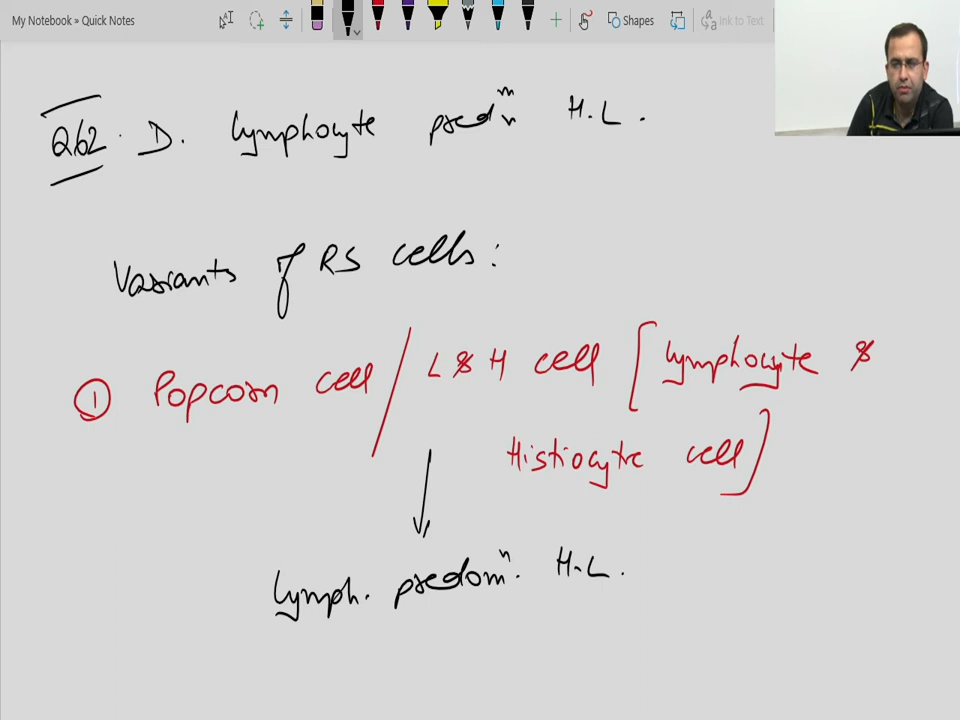 My Notebook » Quick Notes
Shapes
Ink to Text
Q62. D. Lymphocyte predᵐn H.L.
Variants of RS cells:
① Popcorn cell / L & H cell [Lymphocyte &
Histiocyte cell]
↓
Lymph. predomⁿ. H.L.